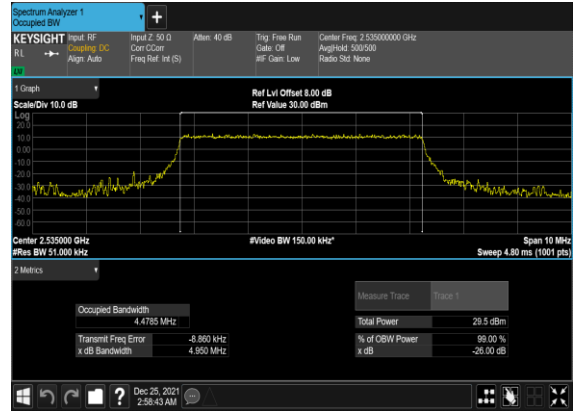 Spectrum Analyzer 1
Occupied BW
+
KEYSIGHT Input: RF Input Z: 50 Ω Atten: 40 dB Trig: Free Run Center Freq: 2.535000000 GHz
RL Coupling: DC Corr CCorr Gate: Off Avg|Hold: 500/500
Align: Auto Freq Ref: Int (S) #IF Gain: Low Radio Std: None
1 Graph
Ref Lvl Offset 8.00 dB
Scale/Div 10.0 dB Ref Value 30.00 dBm
Log
20.0
10.0
0.00
-10.0
-20.0
-30.0
-40.0
-50.0
-60.0
Center 2.535000 GHz #Video BW 150.00 kHz* Span 10 MHz
#Res BW 51.000 kHz Sweep 4.80 ms (1001 pts)
2 Metrics
Measure Trace Trace 1
Occupied Bandwidth
4.4785 MHz
Total Power 29.5 dBm
Transmit Freq Error -8.860 kHz % of OBW Power 99.00 %
x dB Bandwidth 4.950 MHz x dB -26.00 dB
?
Dec 25, 2021
2:58:43 AM